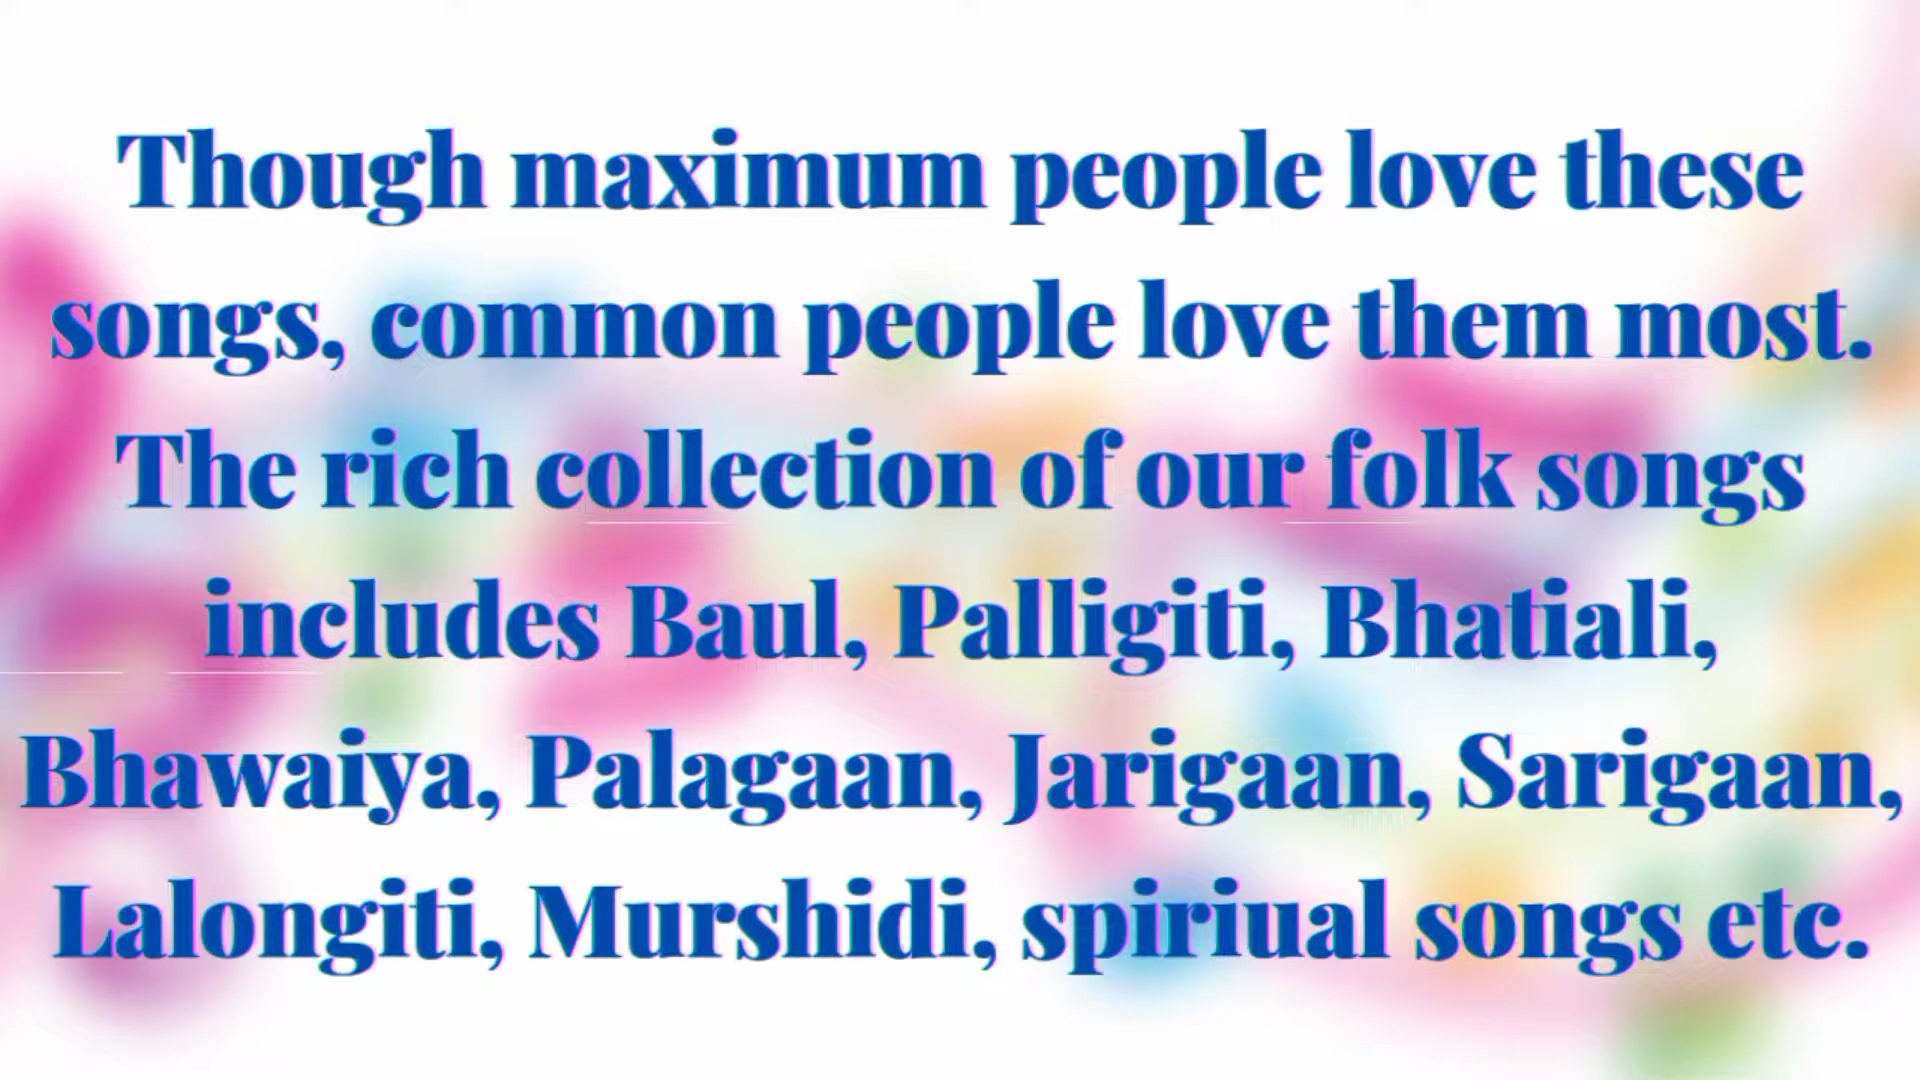 Though maximum people love these
songs, common people love them most.
The rich collection of our folk songs
includes Baul, Palligiti, Bhatiali,
Bhawaiya, Palagaan, Jarigaan, Sarigaan,
Lalongiti, Murshidi, spiriual songs etc.